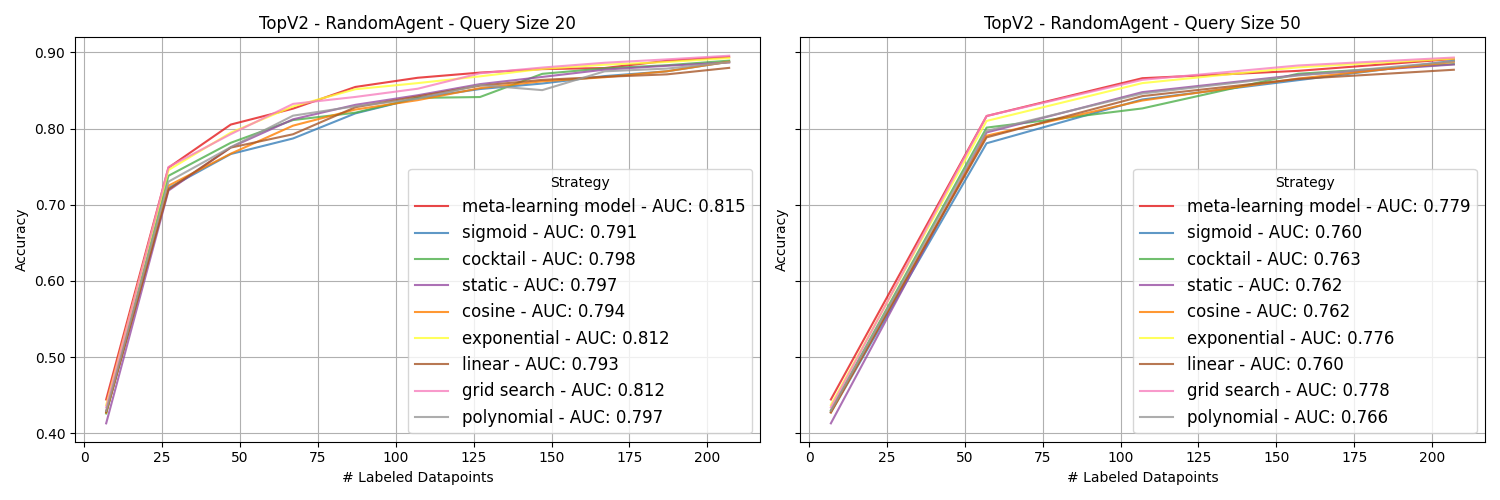 TopV2 - RandomAgent - Query Size 20
0.90
0.80
0.70
0.60
0.50
0.40
Accuracy
0 25 50 75 100 125 150 175 200
# Labeled Datapoints
Strategy
meta-learning model - AUC: 0.815
sigmoid - AUC: 0.791
cocktail - AUC: 0.798
static - AUC: 0.797
cosine - AUC: 0.794
exponential - AUC: 0.812
linear - AUC: 0.793
grid search - AUC: 0.812
polynomial - AUC: 0.797
TopV2 - RandomAgent - Query Size 50
Accuracy
0 25 50 75 100 125 150 175 200
# Labeled Datapoints
Strategy
meta-learning model - AUC: 0.779
sigmoid - AUC: 0.760
cocktail - AUC: 0.763
static - AUC: 0.762
cosine - AUC: 0.762
exponential - AUC: 0.776
linear - AUC: 0.760
grid search - AUC: 0.778
polynomial - AUC: 0.766